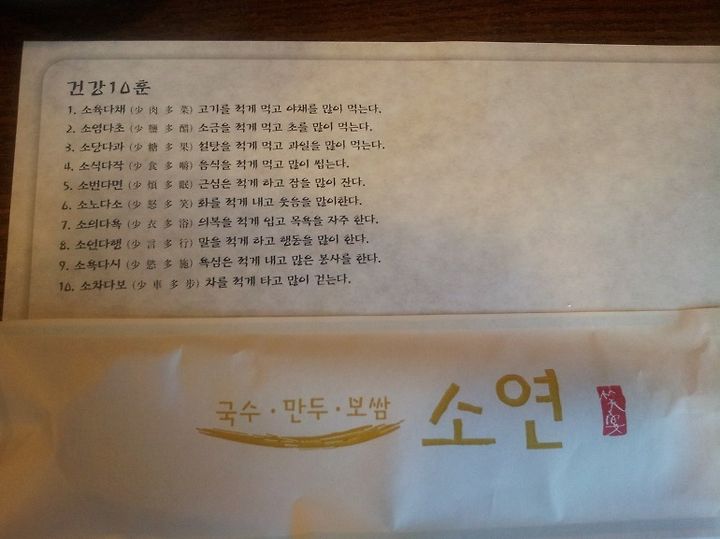 건강10훈
1. 소육다채 (少 肉 多 菜) 고기를 적게 먹고 야채를 많이 먹는다.
2. 소염다초 (少 鹽 多 醋) 소금을 적게 먹고 초를 많이 먹는다.
3. 소당다과 (少 糖 多 果) 설탕을 적게 먹고 과일을 많이 먹는다.
4. 소식다작 (少 食 多 嚼) 음식을 적게 먹고 많이 씹는다.
5. 소번다면 (少 煩 多 眠) 근심은 적게 하고 잠을 많이 잔다.
6. 소노다소 (少 怒 多 笑) 화를 적게 내고 웃음을 많이한다.
7. 소의다욕 (少 衣 多 浴) 의복을 적게 입고 목욕을 자주 한다.
8. 소언다행 (少 言 多 行) 말을 적게 하고 행동을 많이 한다.
9. 소욕다시 (少 慾 多 施) 욕심은 적게 내고 많은 봉사를 한다.
10. 소차다보 (少 車 多 步) 차를 적게 타고 많이 걷는다.
국수·만두·보쌈
소연